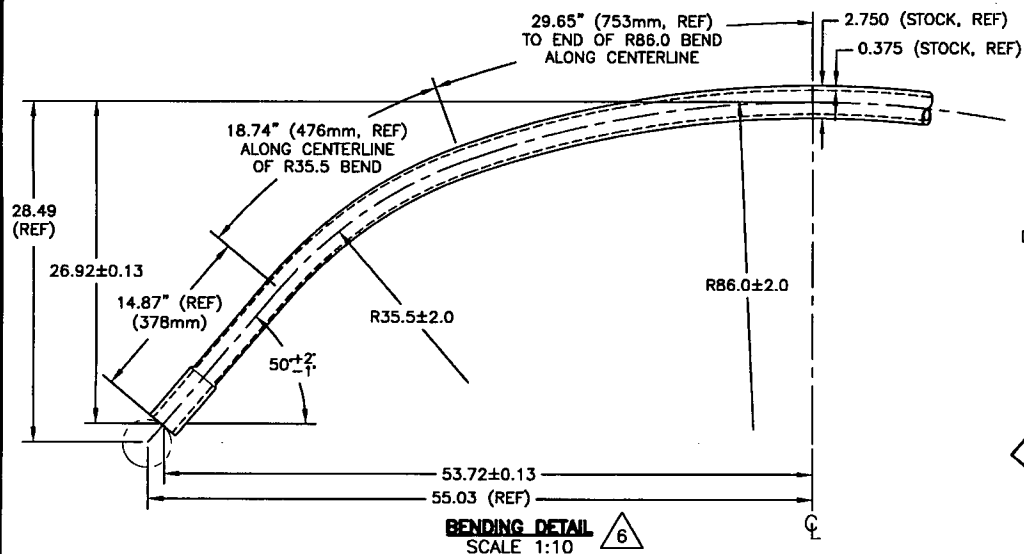 29.65" (753mm, REF)
TO END OF R86.0 BEND
ALONG CENTERLINE
2.750 (STOCK, REF)
0.375 (STOCK, REF)
18.74" (476mm, REF)
ALONG CENTERLINE
OF R35.5 BEND
28.49
(REF)
26.92±0.13
14.87" (REF)
(378mm)
R35.5±2.0
R86.0±2.0
50°+2°
-1°
53.72±0.13
55.03 (REF)
BENDING DETAIL
6
SCALE 1:10